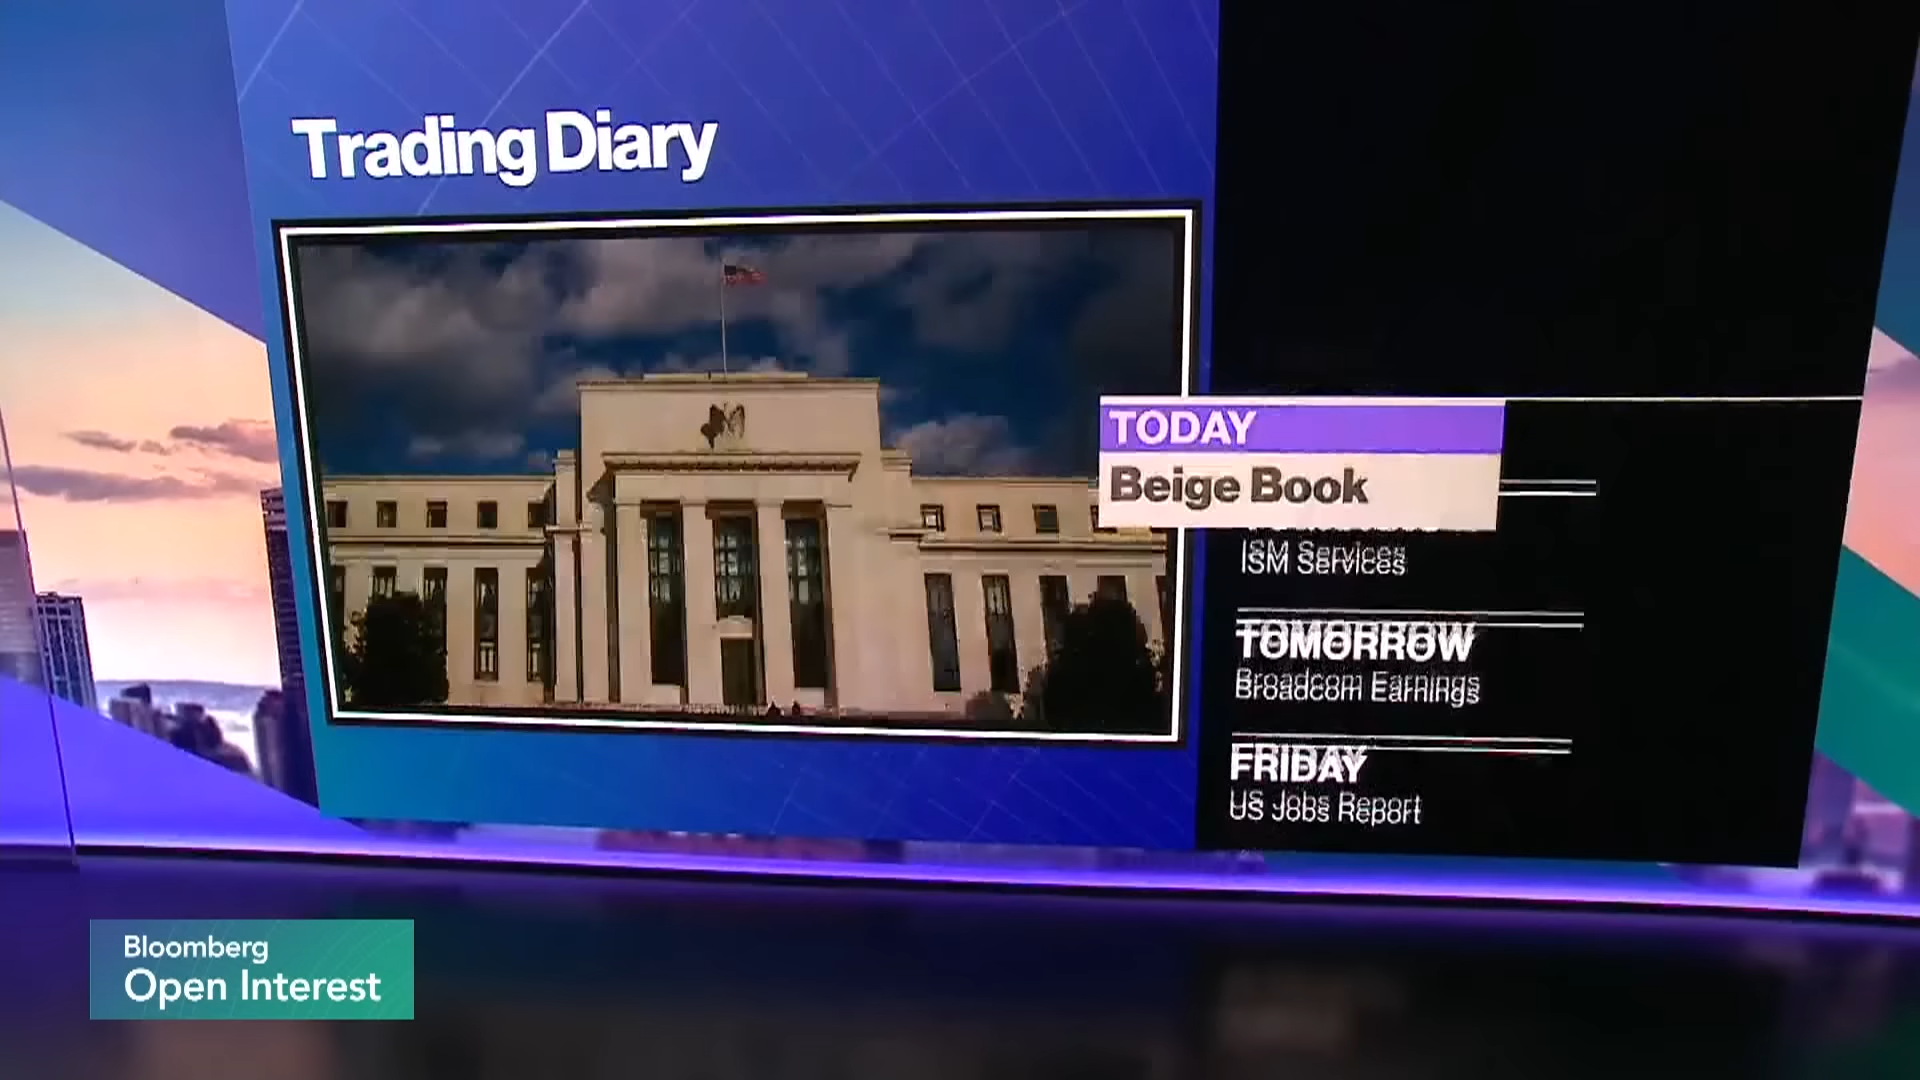 Trading Diary
TODAY
Beige Book
ISM Services
TOMORROW
Broadcom Earnings
FRIDAY
US Jobs Report
Bloomberg
Open Interest